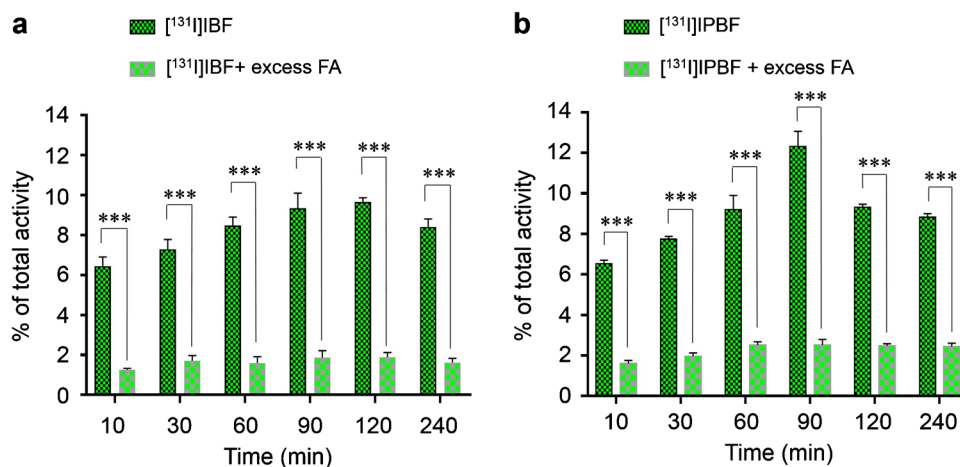 a
[¹³¹I]IBF
[¹³¹I]IBF+ excess FA
% of total activity
14
12
10
8
6
4
2
0
***
***
***
***
***
***
10 30 60 90 120 240
Time (min)
b
[¹³¹I]IPBF
[¹³¹I]IPBF + excess FA
% of total activity
14
12
10
8
6
4
2
0
***
***
***
***
***
***
10 30 60 90 120 240
Time (min)